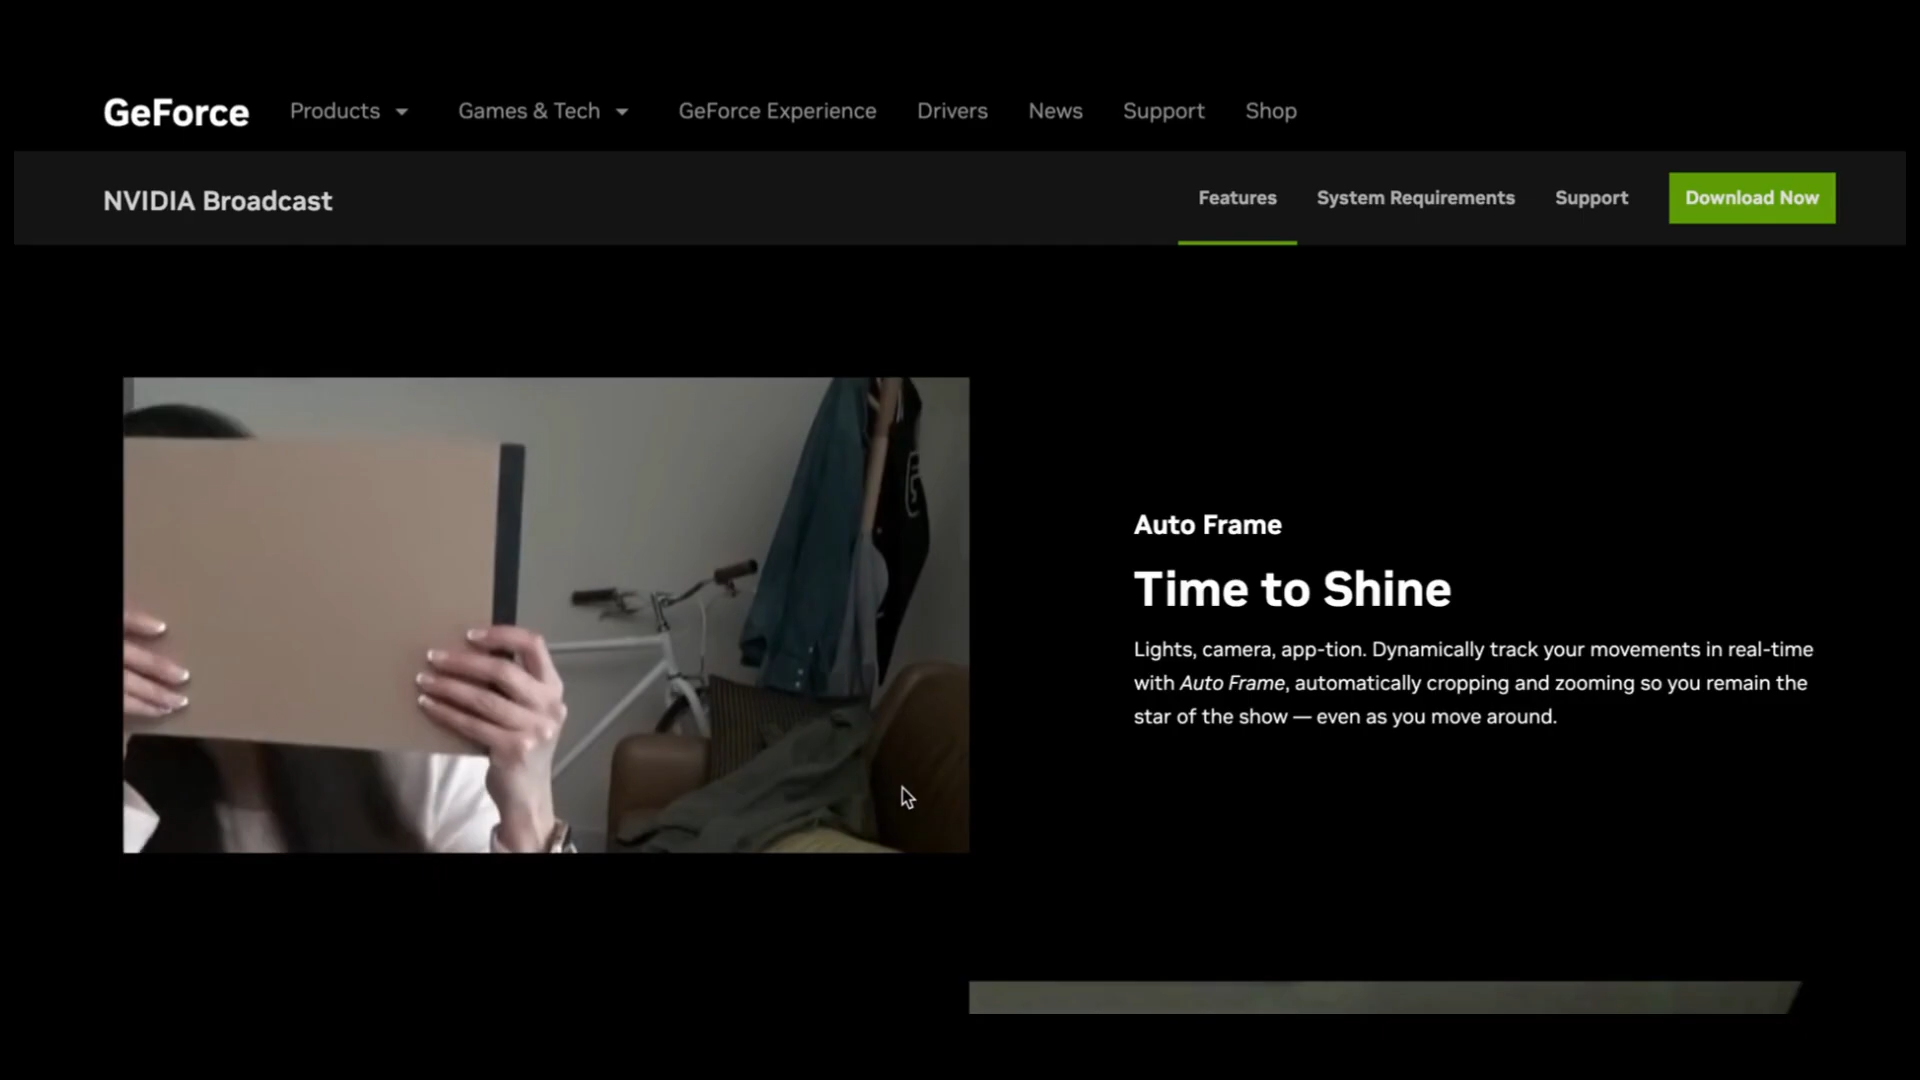 GeForce Products Games & Tech GeForce Experience Drivers News Support Shop
NVIDIA Broadcast Features System Requirements Support Download Now
Auto Frame
Time to Shine
Lights, camera, app-tion. Dynamically track your movements in real-time
with Auto Frame, automatically cropping and zooming so you remain the
star of the show — even as you move around.